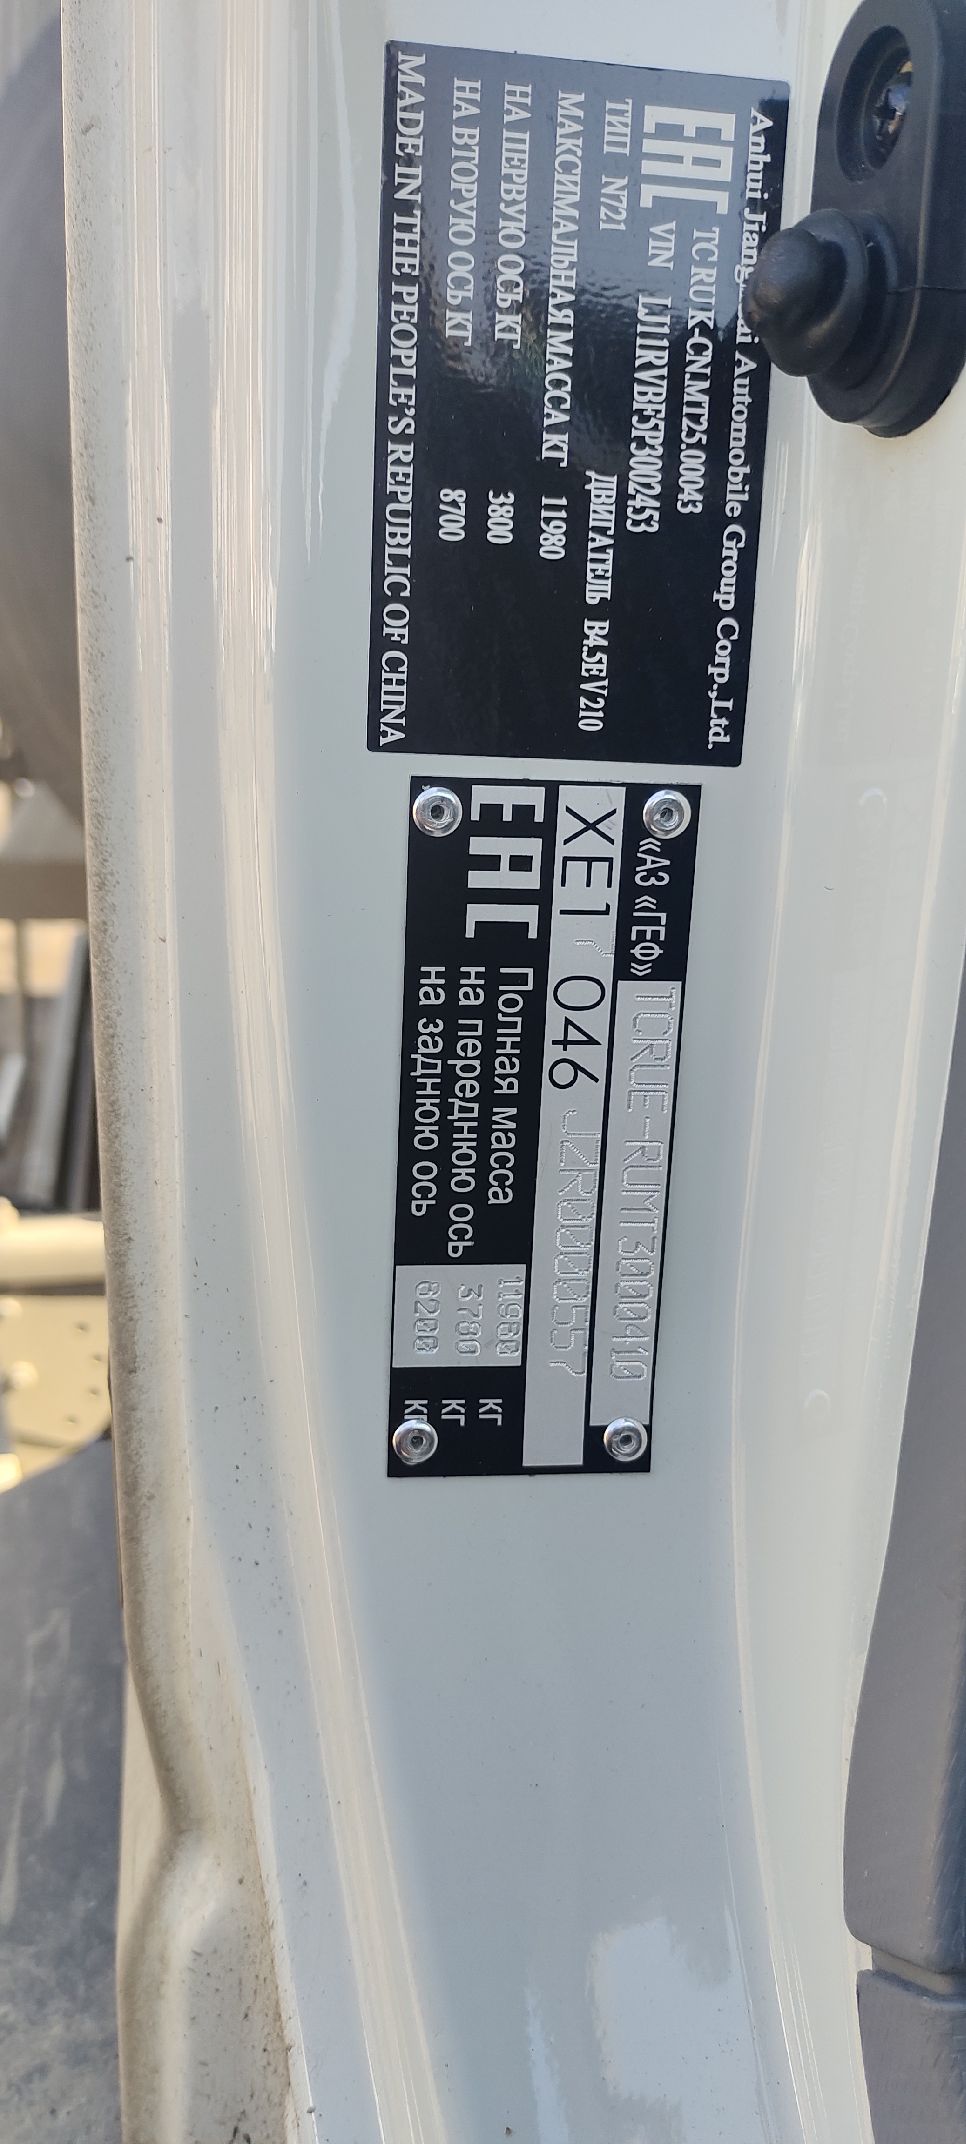 Anhui Jianghuai Automobile Group Corp.,Ltd.
EAC TC RU K-CN.MT25.00043
VIN LJ11RVBF5P3002453
ТИП N721 ДВИГАТЕЛЬ B4.5E V 210
МАКСИМАЛЬНАЯ МАССА КГ 11980
НА ПЕРВУЮ ОСЬ КГ 3800
НА ВТОРУЮ ОСЬ КГ 8700
MADE IN THE PEOPLE'S REPUBLIC OF CHINA
«АЗ «ГЕФ» TCRUE-RUMT3000410
XE17046JZR0000557
EAC Полная масса 11980 кг
на переднюю ось 3780 кг
на заднюю ось 8200 кг